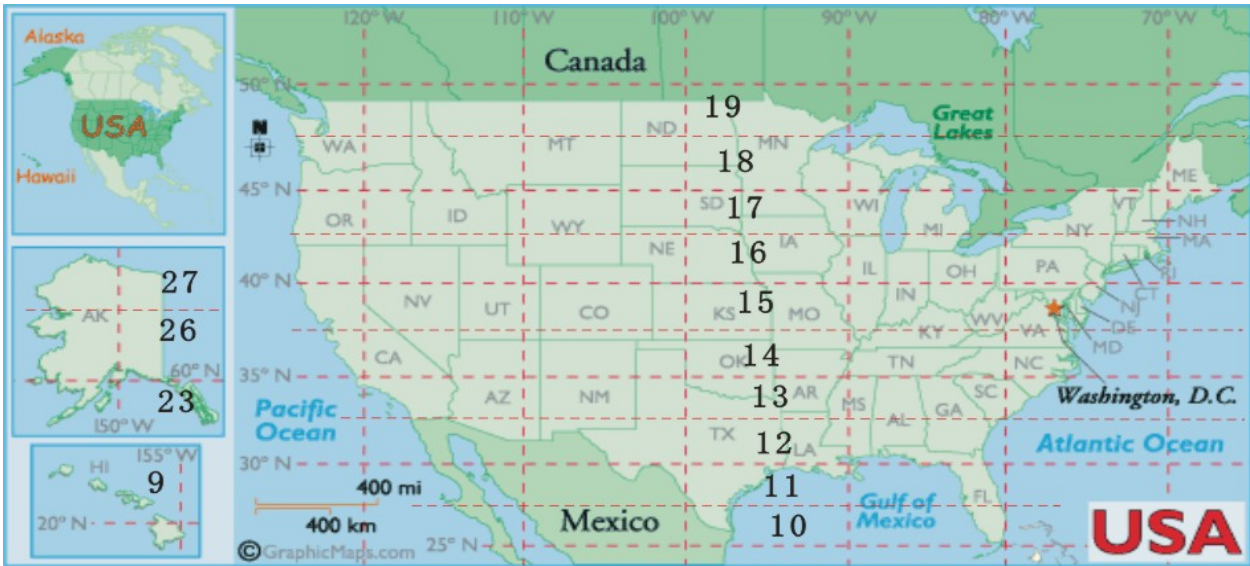 120° W 110° W 100° W 90° W 80° W 70° W
Alaska
USA
Hawaii
Canada
50° N
N
Great
Lakes
19
WA
MT
ND
MN
18
45° N
ME
OR
ID
WY
SD
17
WI
MI
VT
NH
NY
MA
NE
16
IA
40° N
IL
IN
OH
PA
RI
CT
NJ
NV
UT
CO
KS
15
MO
WV
VA
DE
MD
KY
CA
OK
14
TN
NC
35° N
AZ
NM
13
AR
MS
AL
GA
SC
Washington, D.C.
Pacific
Ocean
TX
12
LA
Atlantic Ocean
30° N
11
FL
Gulf of
Mexico
400 mi
400 km
Mexico
10
25° N
© GraphicMaps.com
USA
27
AK
26
60° N
23
150° W
155° W
HI
9
20° N